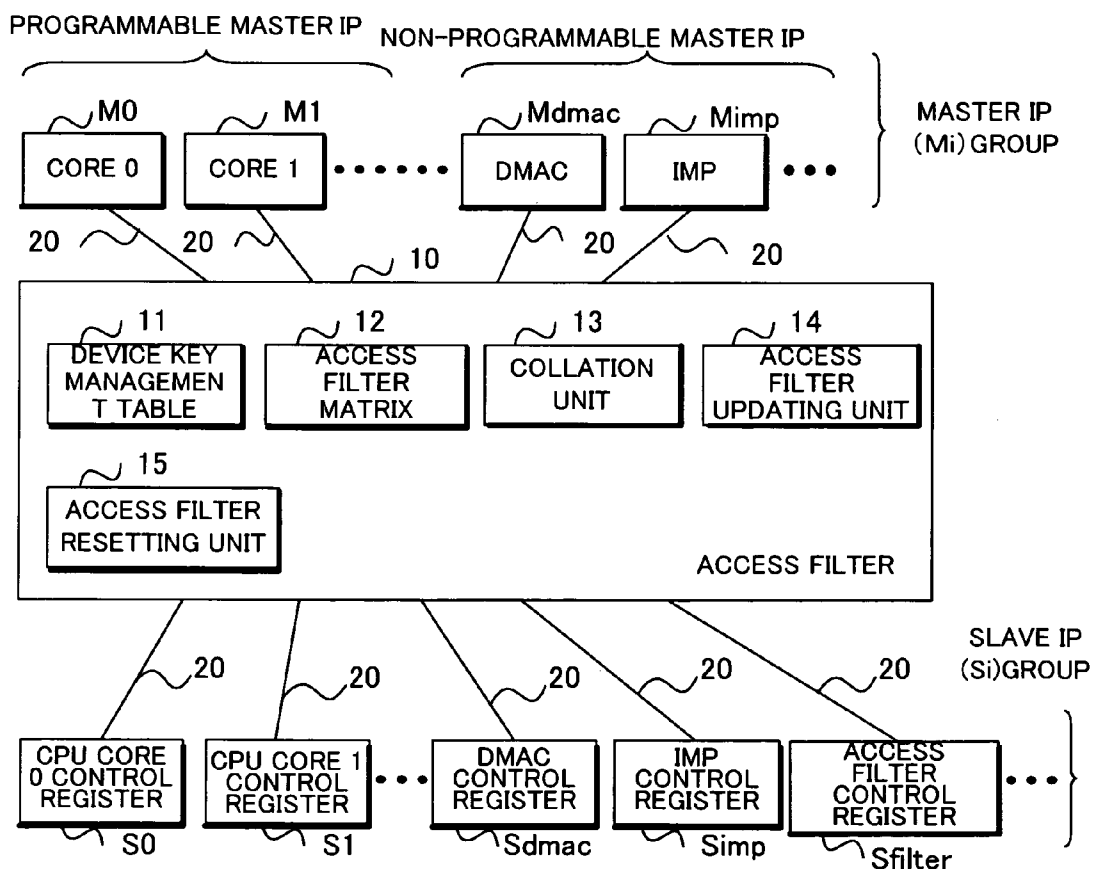 PROGRAMMABLE MASTER IP
NON-PROGRAMMABLE MASTER IP
M0
M1
Mdmac
Mimp
MASTER IP
(Mi)GROUP
CORE 0
CORE 1
DMAC
IMP
20
20
20
20
10
11
12
13
14
DEVICE KEY
MANAGEMEN
T TABLE
ACCESS
FILTER
MATRIX
COLLATION
UNIT
ACCESS
FILTER
UPDATING UNIT
15
ACCESS FILTER
RESETTING UNIT
ACCESS FILTER
SLAVE IP
(Si)GROUP
20
20
20
20
20
CPU CORE
0 CONTROL
REGISTER
CPU CORE 1
CONTROL
REGISTER
DMAC
CONTROL
REGISTER
IMP
CONTROL
REGISTER
ACCESS
FILTER
CONTROL
REGISTER
S0
S1
Sdmac
Simp
Sfilter